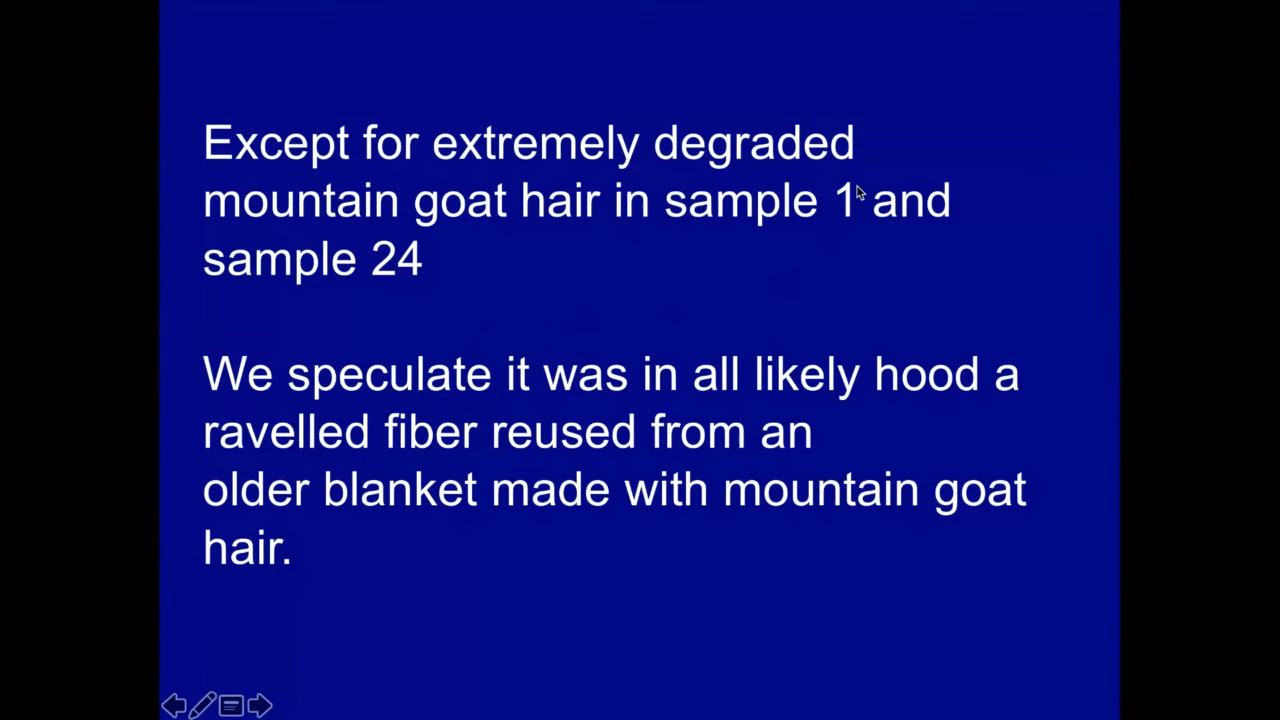 Except for extremely degraded
mountain goat hair in sample 1 and
sample 24
We speculate it was in all likely hood a
ravelled fiber reused from an
older blanket made with mountain goat
hair.